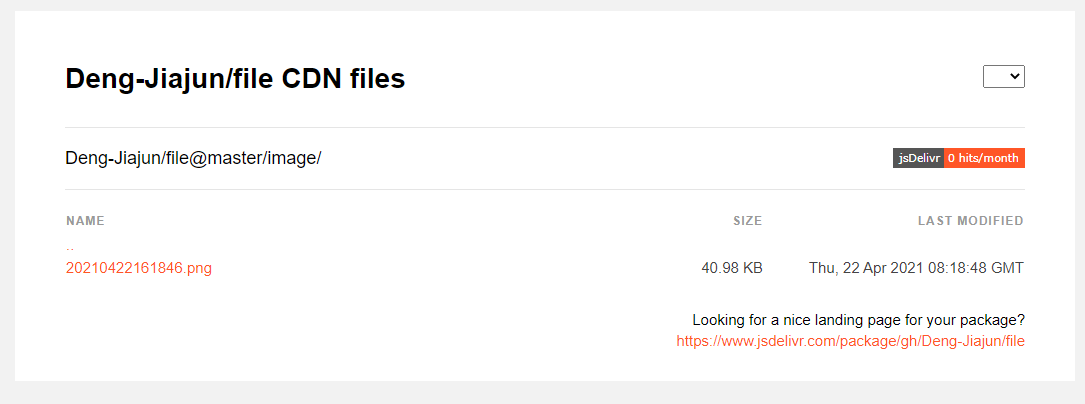 Deng-Jiajun/file CDN files
Deng-Jiajun/file@master/image/
jsDelivr 0 hits/month
NAME SIZE LAST MODIFIED
..
20210422161846.png 40.98 KB Thu, 22 Apr 2021 08:18:48 GMT
Looking for a nice landing page for your package?
https://www.jsdelivr.com/package/gh/Deng-Jiajun/file